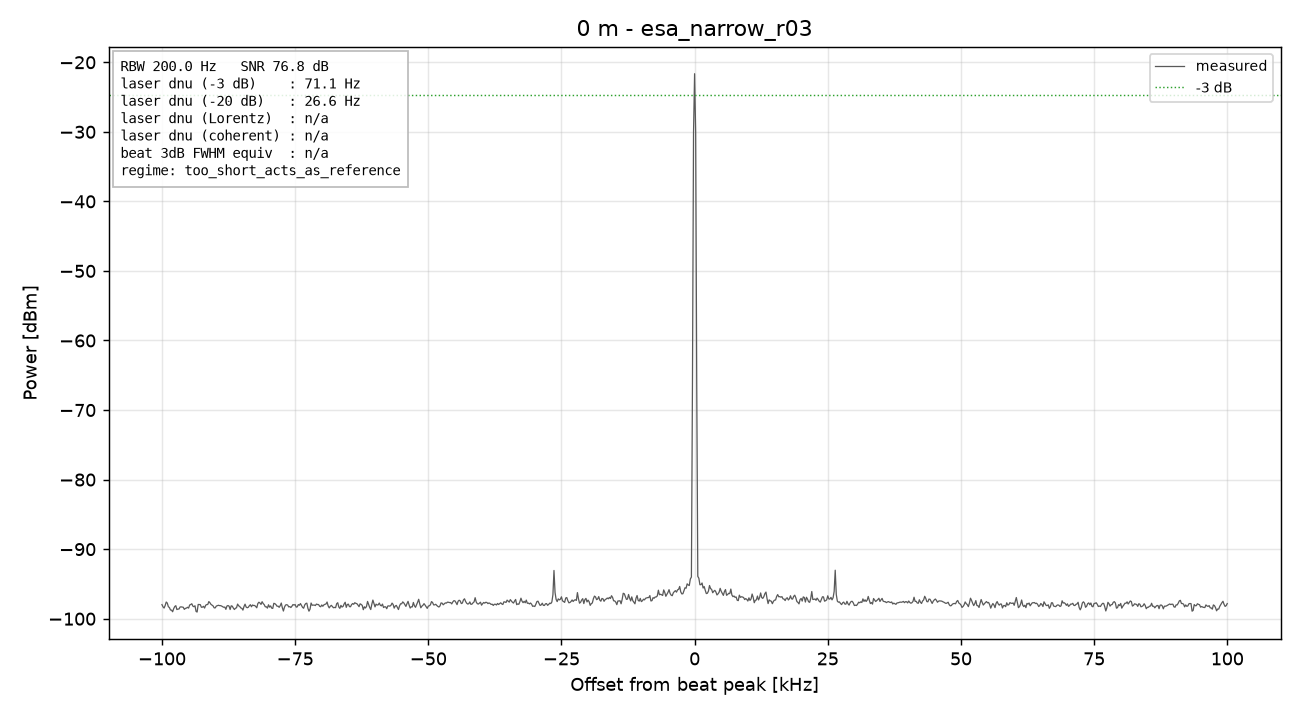 0 m - esa_narrow_r03
RBW 200.0 Hz   SNR 76.8 dB
laser dnu (-3 dB)    : 71.1 Hz
laser dnu (-20 dB)   : 26.6 Hz
laser dnu (Lorentz)  : n/a
laser dnu (coherent) : n/a
beat 3dB FWHM equiv  : n/a
regime: too_short_acts_as_reference
measured
-3 dB
Power [dBm]
−20
−30
−40
−50
−60
−70
−80
−90
−100
−100 −75 −50 −25 0 25 50 75 100
Offset from beat peak [kHz]